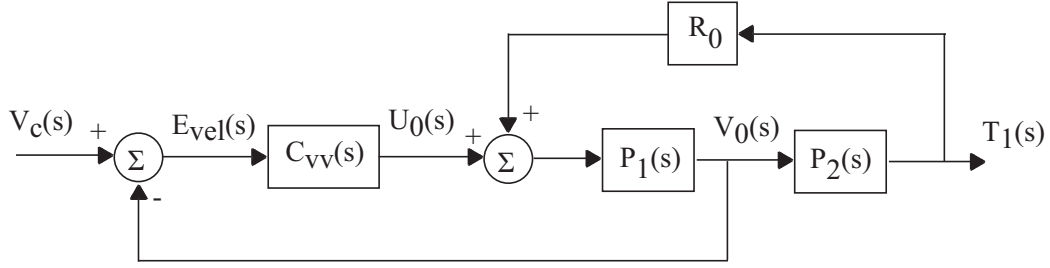 R0
Vc(s)
+
Σ
-
Evel(s)
Cvv(s)
U0(s)
+
+
Σ
P1(s)
V0(s)
P2(s)
T1(s)